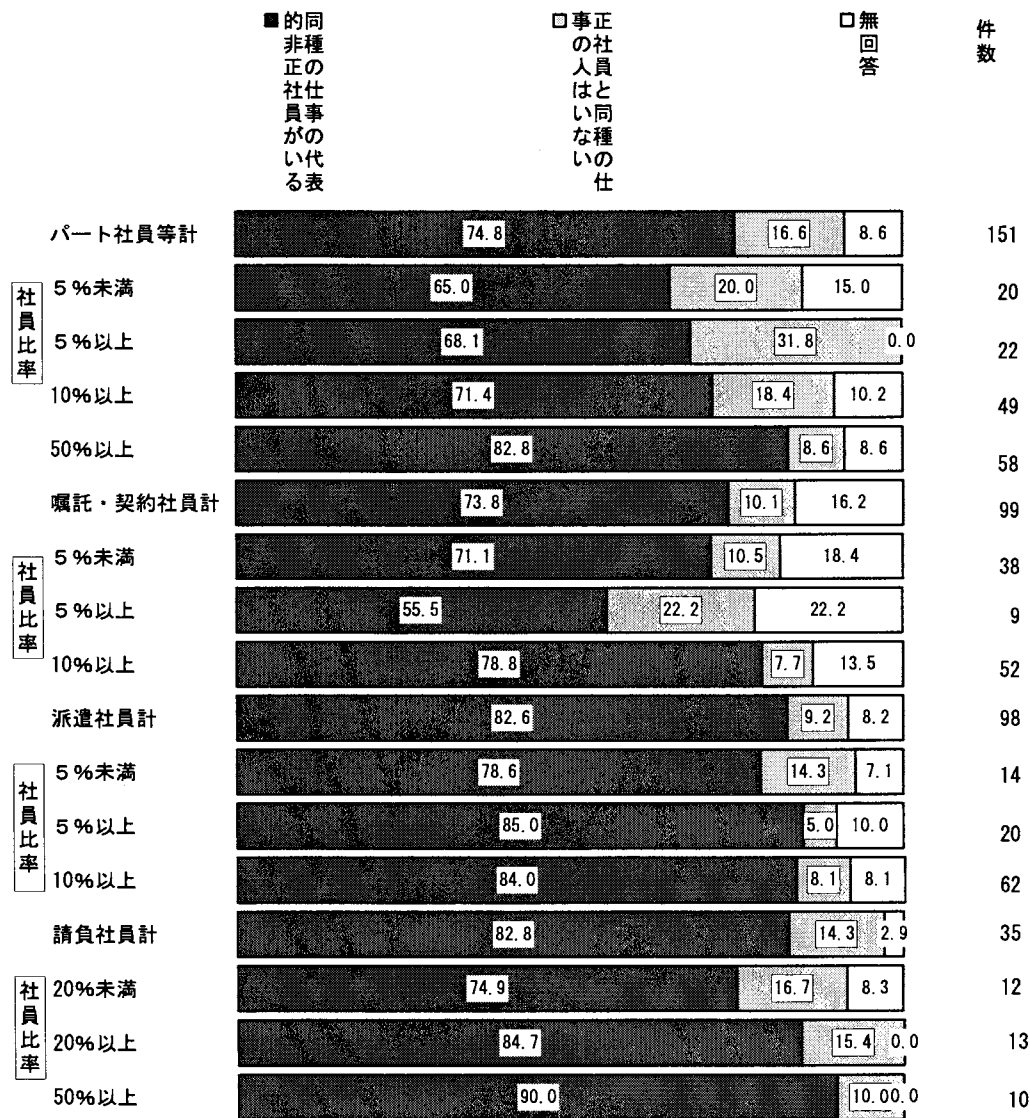 ■同種の仕事の代表的非正社員がいる
□正社員と同種の仕事の人はいない
□無回答
件数
パート社員等計 74.8 16.6 8.6 151
社員比率
5%未満 65.0 20.0 15.0 20
5%以上 68.1 31.8 0.0 22
10%以上 71.4 18.4 10.2 49
50%以上 82.8 8.6 8.6 58
嘱託・契約社員計 73.8 10.1 16.2 99
社員比率
5%未満 71.1 10.5 18.4 38
5%以上 55.5 22.2 22.2 9
10%以上 78.8 7.7 13.5 52
派遣社員計 82.6 9.2 8.2 98
社員比率
5%未満 78.6 14.3 7.1 14
5%以上 85.0 5.0 10.0 20
10%以上 84.0 8.1 8.1 62
請負社員計 82.8 14.3 2.9 35
社員比率
20%未満 74.9 16.7 8.3 12
20%以上 84.7 15.4 0.0 13
50%以上 90.0 10.0 0.0 10